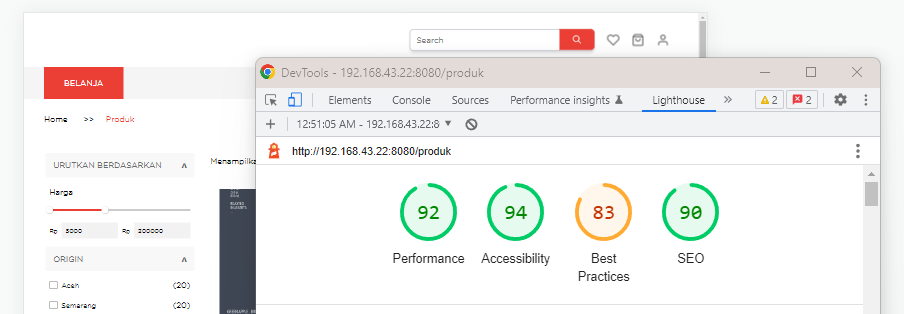 Search
BELANJA
Home >> Produk
URUTKAN BERDASARKAN
Menampilka
Harga
Rp 5000 Rp 200000
ORIGIN
Aceh (20)
Semarang (20)
DevTools - 192.168.43.22:8080/produk
Elements Console Sources Performance insights Lighthouse 2 2
12:51:05 AM - 192.168.43.22:8
http://192.168.43.22:8080/produk
92 94 83 90
Performance Accessibility Best Practices SEO